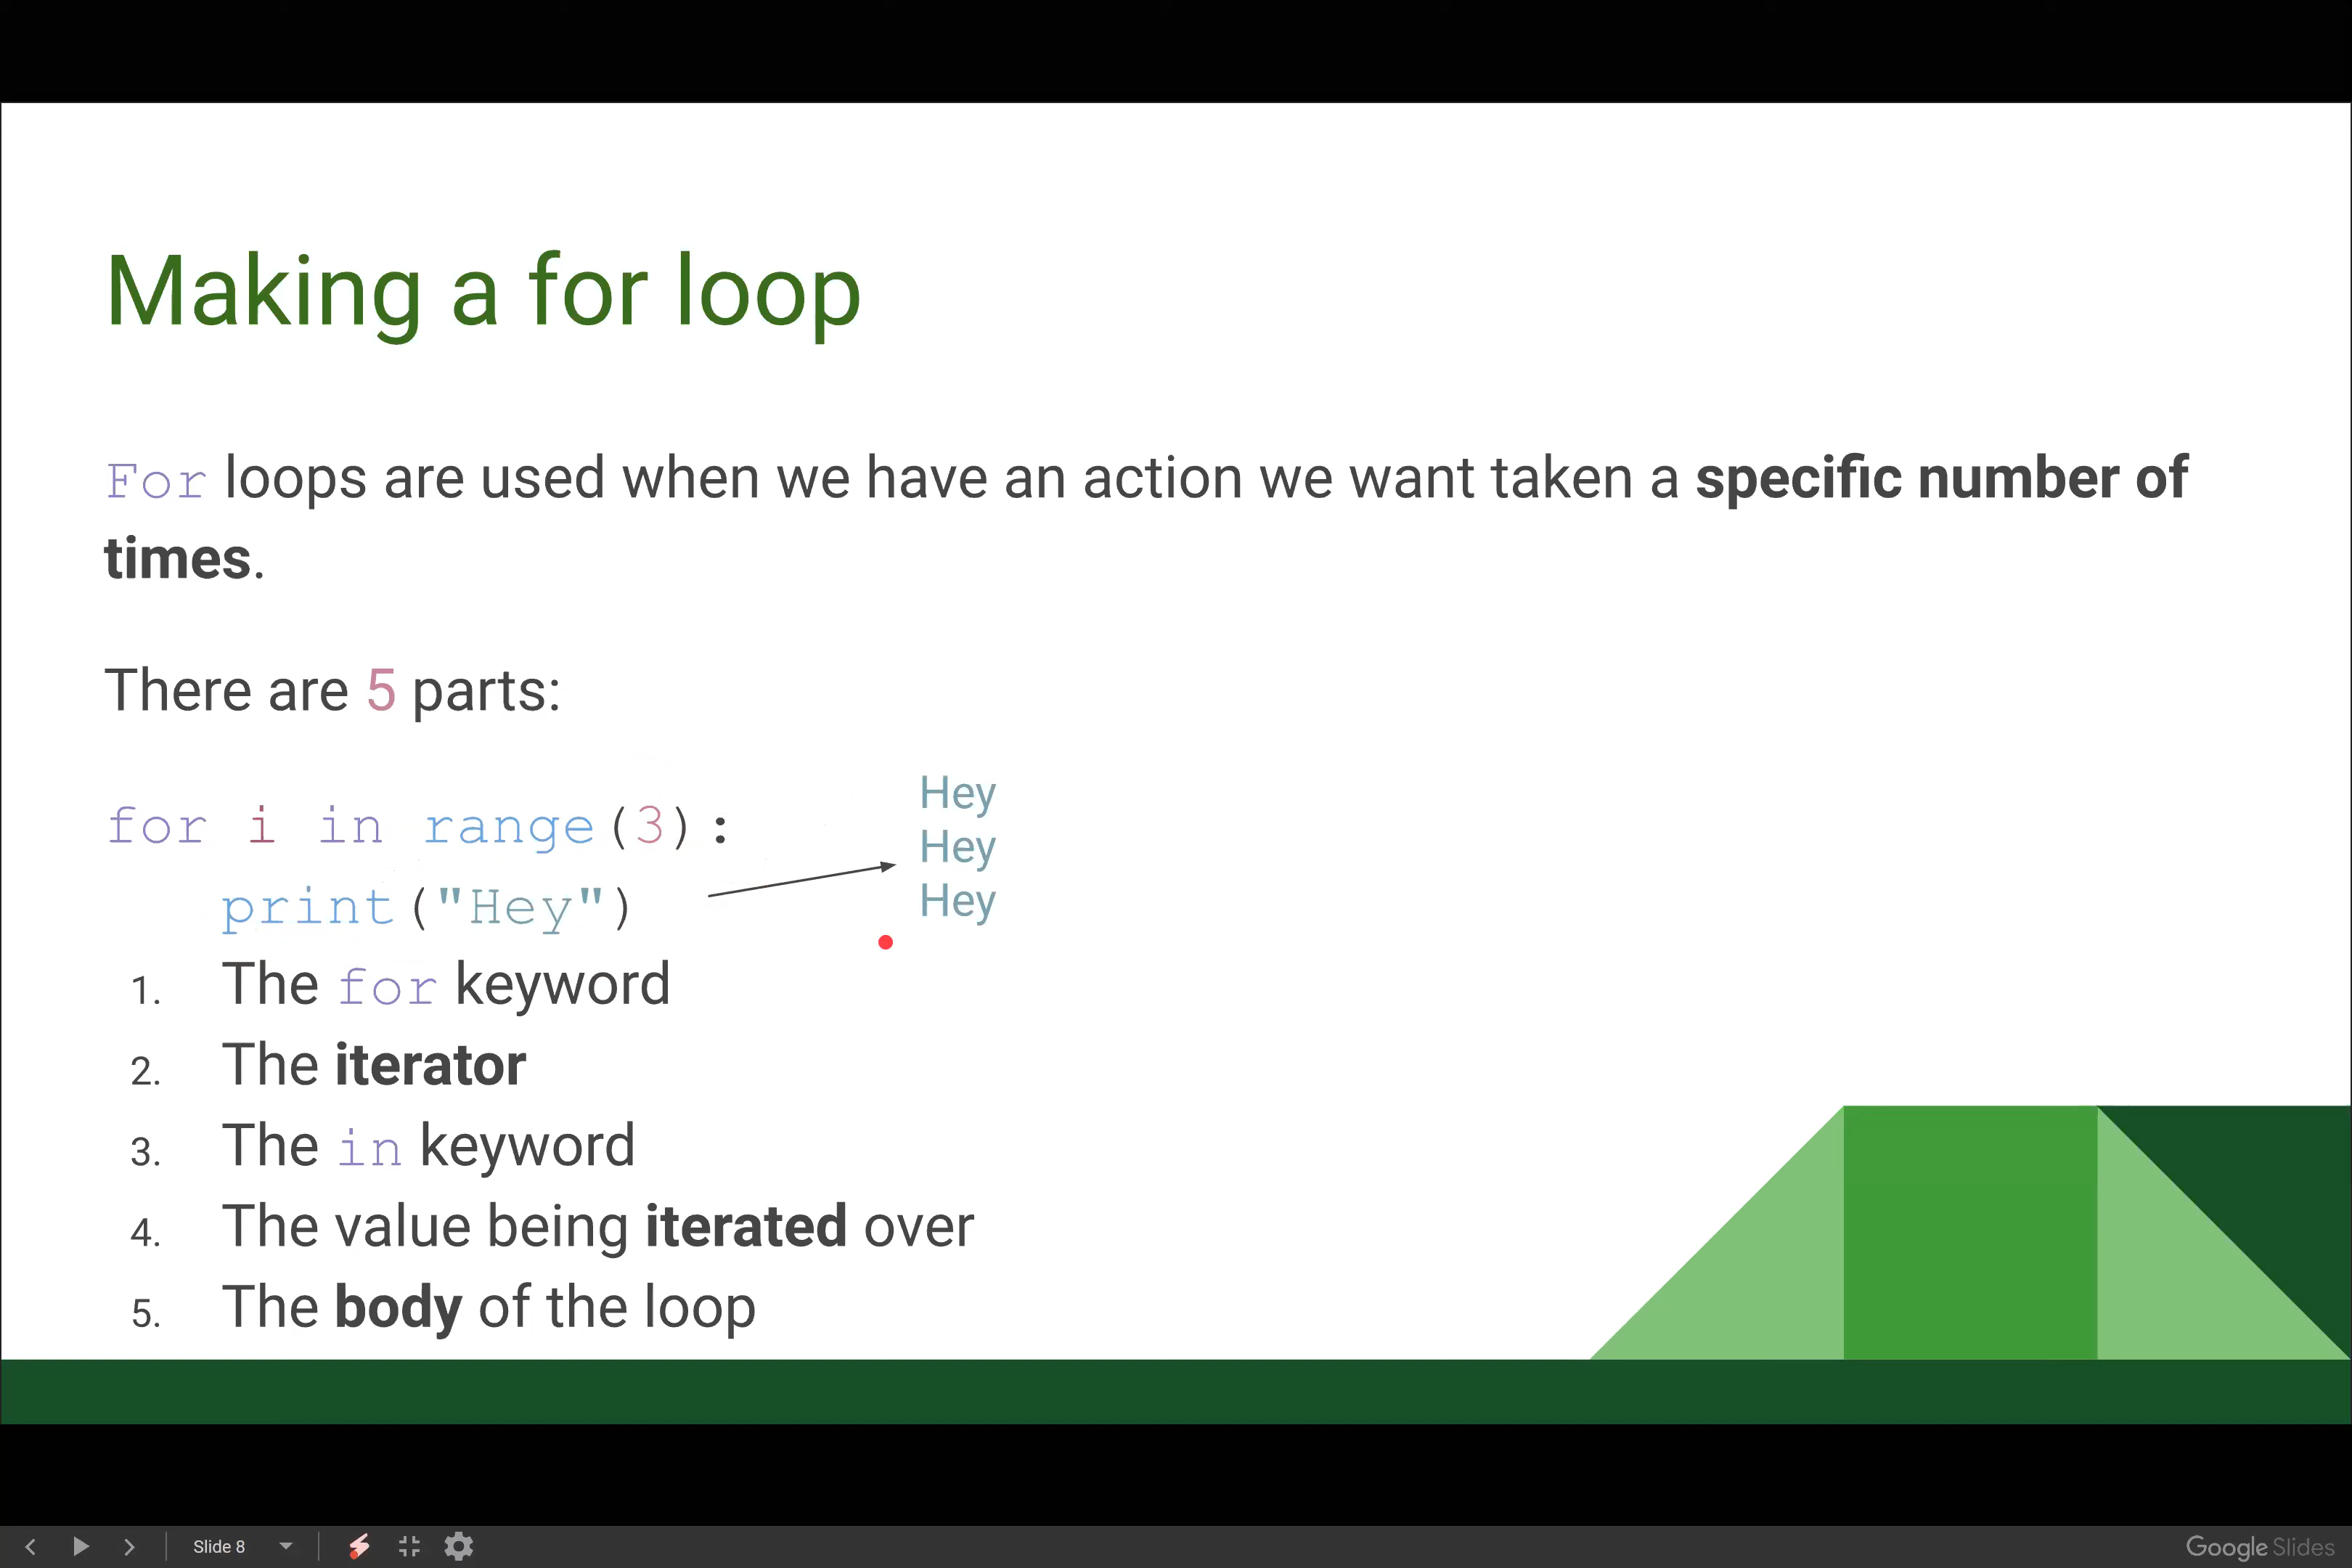 Making a for loop
For loops are used when we have an action we want taken a specific number of
times.
There are 5 parts:
for i in range(3):
    print("Hey")
Hey
Hey
Hey
1. The for keyword
2. The iterator
3. The in keyword
4. The value being iterated over
5. The body of the loop
Slide 8
Google Slides